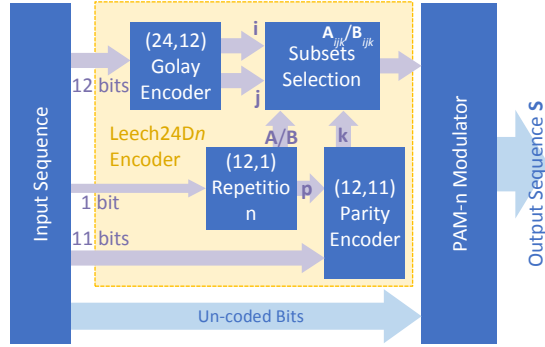 Input Sequence
12 bits
1 bit
11 bits
Leech24Dn
Encoder
(24,12)
Golay
Encoder
i
j
A_ijk/B_ijk
Subsets
Selection
A/B
k
(12,1)
Repetitio
n
p
(12,11)
Parity
Encoder
Un-coded Bits
PAM-n Modulator
Output Sequence S